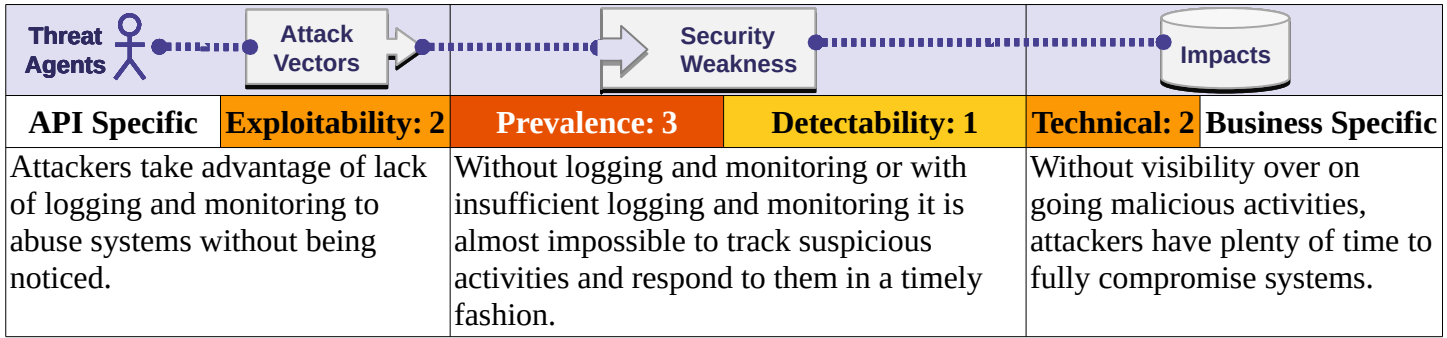 Threat
Agents
Attack
Vectors
Security
Weakness
Impacts
API Specific
Exploitability: 2
Prevalence: 3
Detectability: 1
Technical: 2
Business Specific
Attackers take advantage of lack
of logging and monitoring to
abuse systems without being
noticed.
Without logging and monitoring or with
insufficient logging and monitoring it is
almost impossible to track suspicious
activities and respond to them in a timely
fashion.
Without visibility over on
going malicious activities,
attackers have plenty of time to
fully compromise systems.